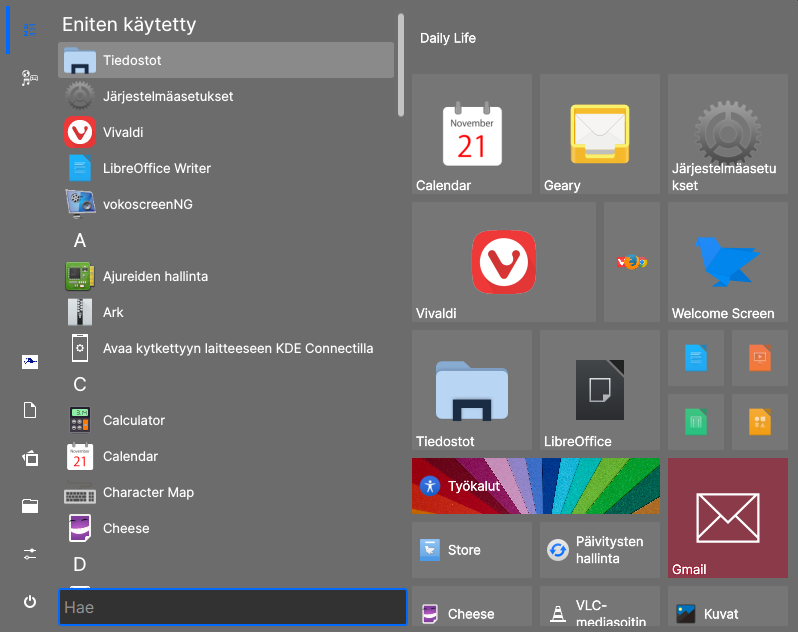 Eniten käytetty
Tiedostot
Järjestelmäasetukset
Vivaldi
LibreOffice Writer
vokoscreenNG
A
Ajureiden hallinta
Ark
Avaa kytkettyyn laitteeseen KDE Connectilla
C
Calculator
Calendar
Character Map
Cheese
D
Hae
Daily Life
November
21
Calendar
Geary
Järjestelmäasetu
kset
Vivaldi
Welcome Screen
Tiedostot
LibreOffice
Työkalut
Gmail
Store
Päivitysten
hallinta
Cheese
VLC-
mediasoitin
Kuvat